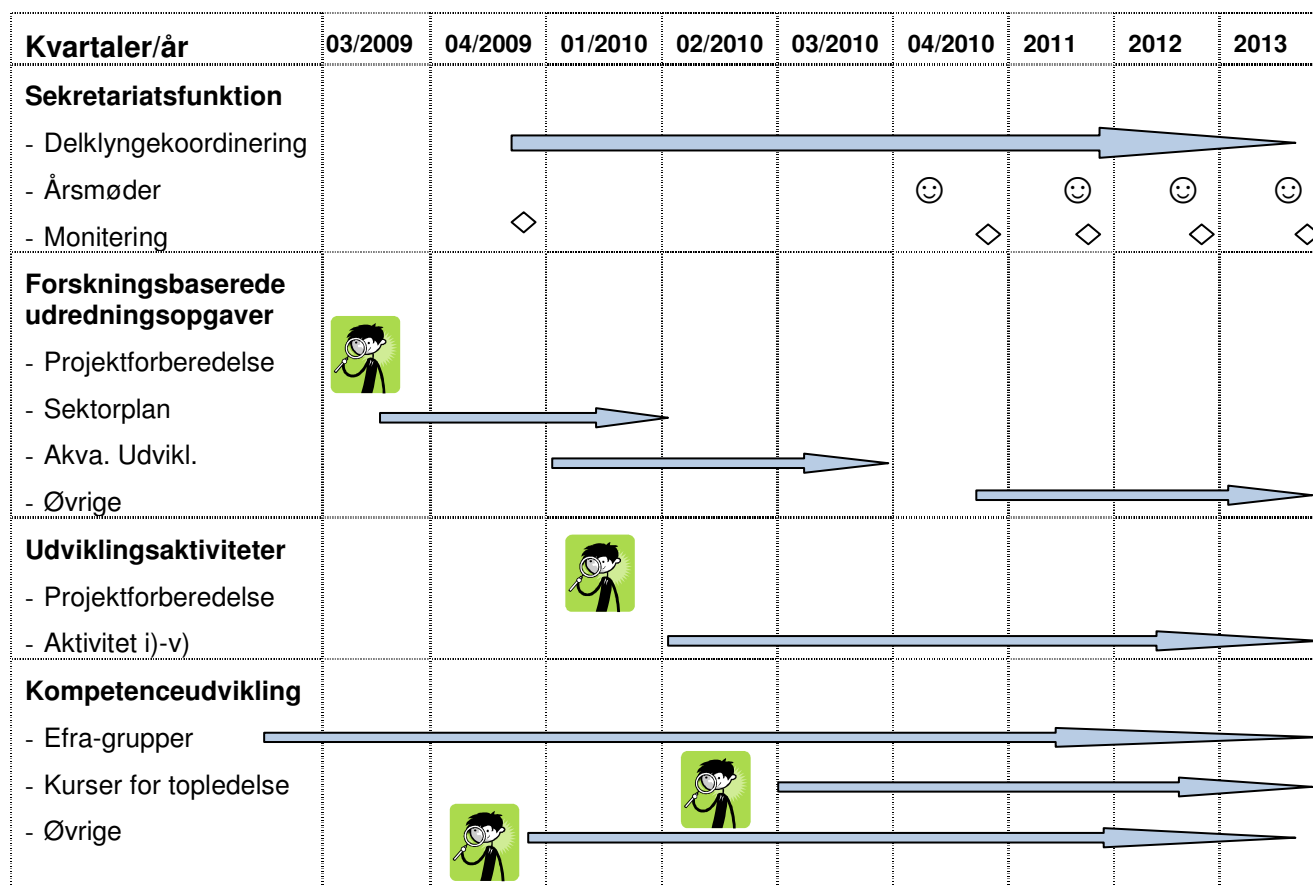 Kvartaler/år 03/2009 04/2009 01/2010 02/2010 03/2010 04/2010 2011 2012 2013
Sekretariatsfunktion
- Delklyngekoordinering
- Årsmøder
- Monitering
Forskningsbaserede
udredningsopgaver
- Projektforberedelse
- Sektorplan
- Akva. Udvikl.
- Øvrige
Udviklingsaktiviteter
- Projektforberedelse
- Aktivitet i)-v)
Kompetenceudvikling
- Efra-grupper
- Kurser for topledelse
- Øvrige